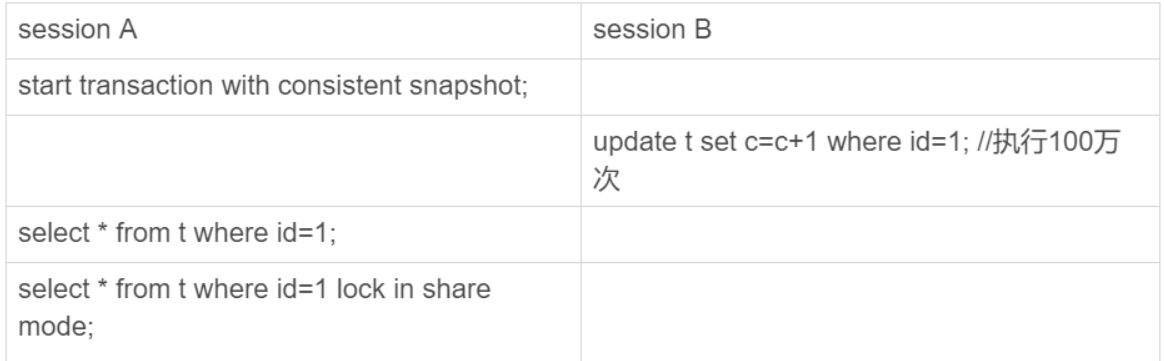 session A
session B
start transaction with consistent snapshot;
update t set c=c+1 where id=1; //执行100万
次
select * from t where id=1;
select * from t where id=1 lock in share
mode;